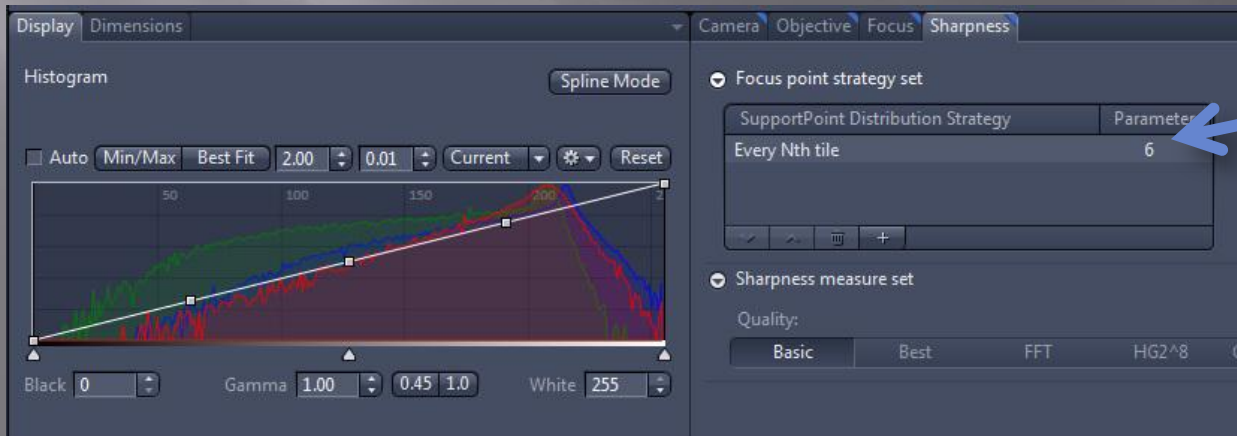 Display Dimensions
Histogram
Spline Mode
Auto Min/Max Best Fit 2.00 0.01 Current Reset
50 100 150 200 2
Black 0 Gamma 1.00 0.45 1.0 White 255
Camera Objective Focus Sharpness
Focus point strategy set
SupportPoint Distribution Strategy Parameter
Every Nth tile 6
+
Sharpness measure set
Quality:
Basic Best FFT HG2^8